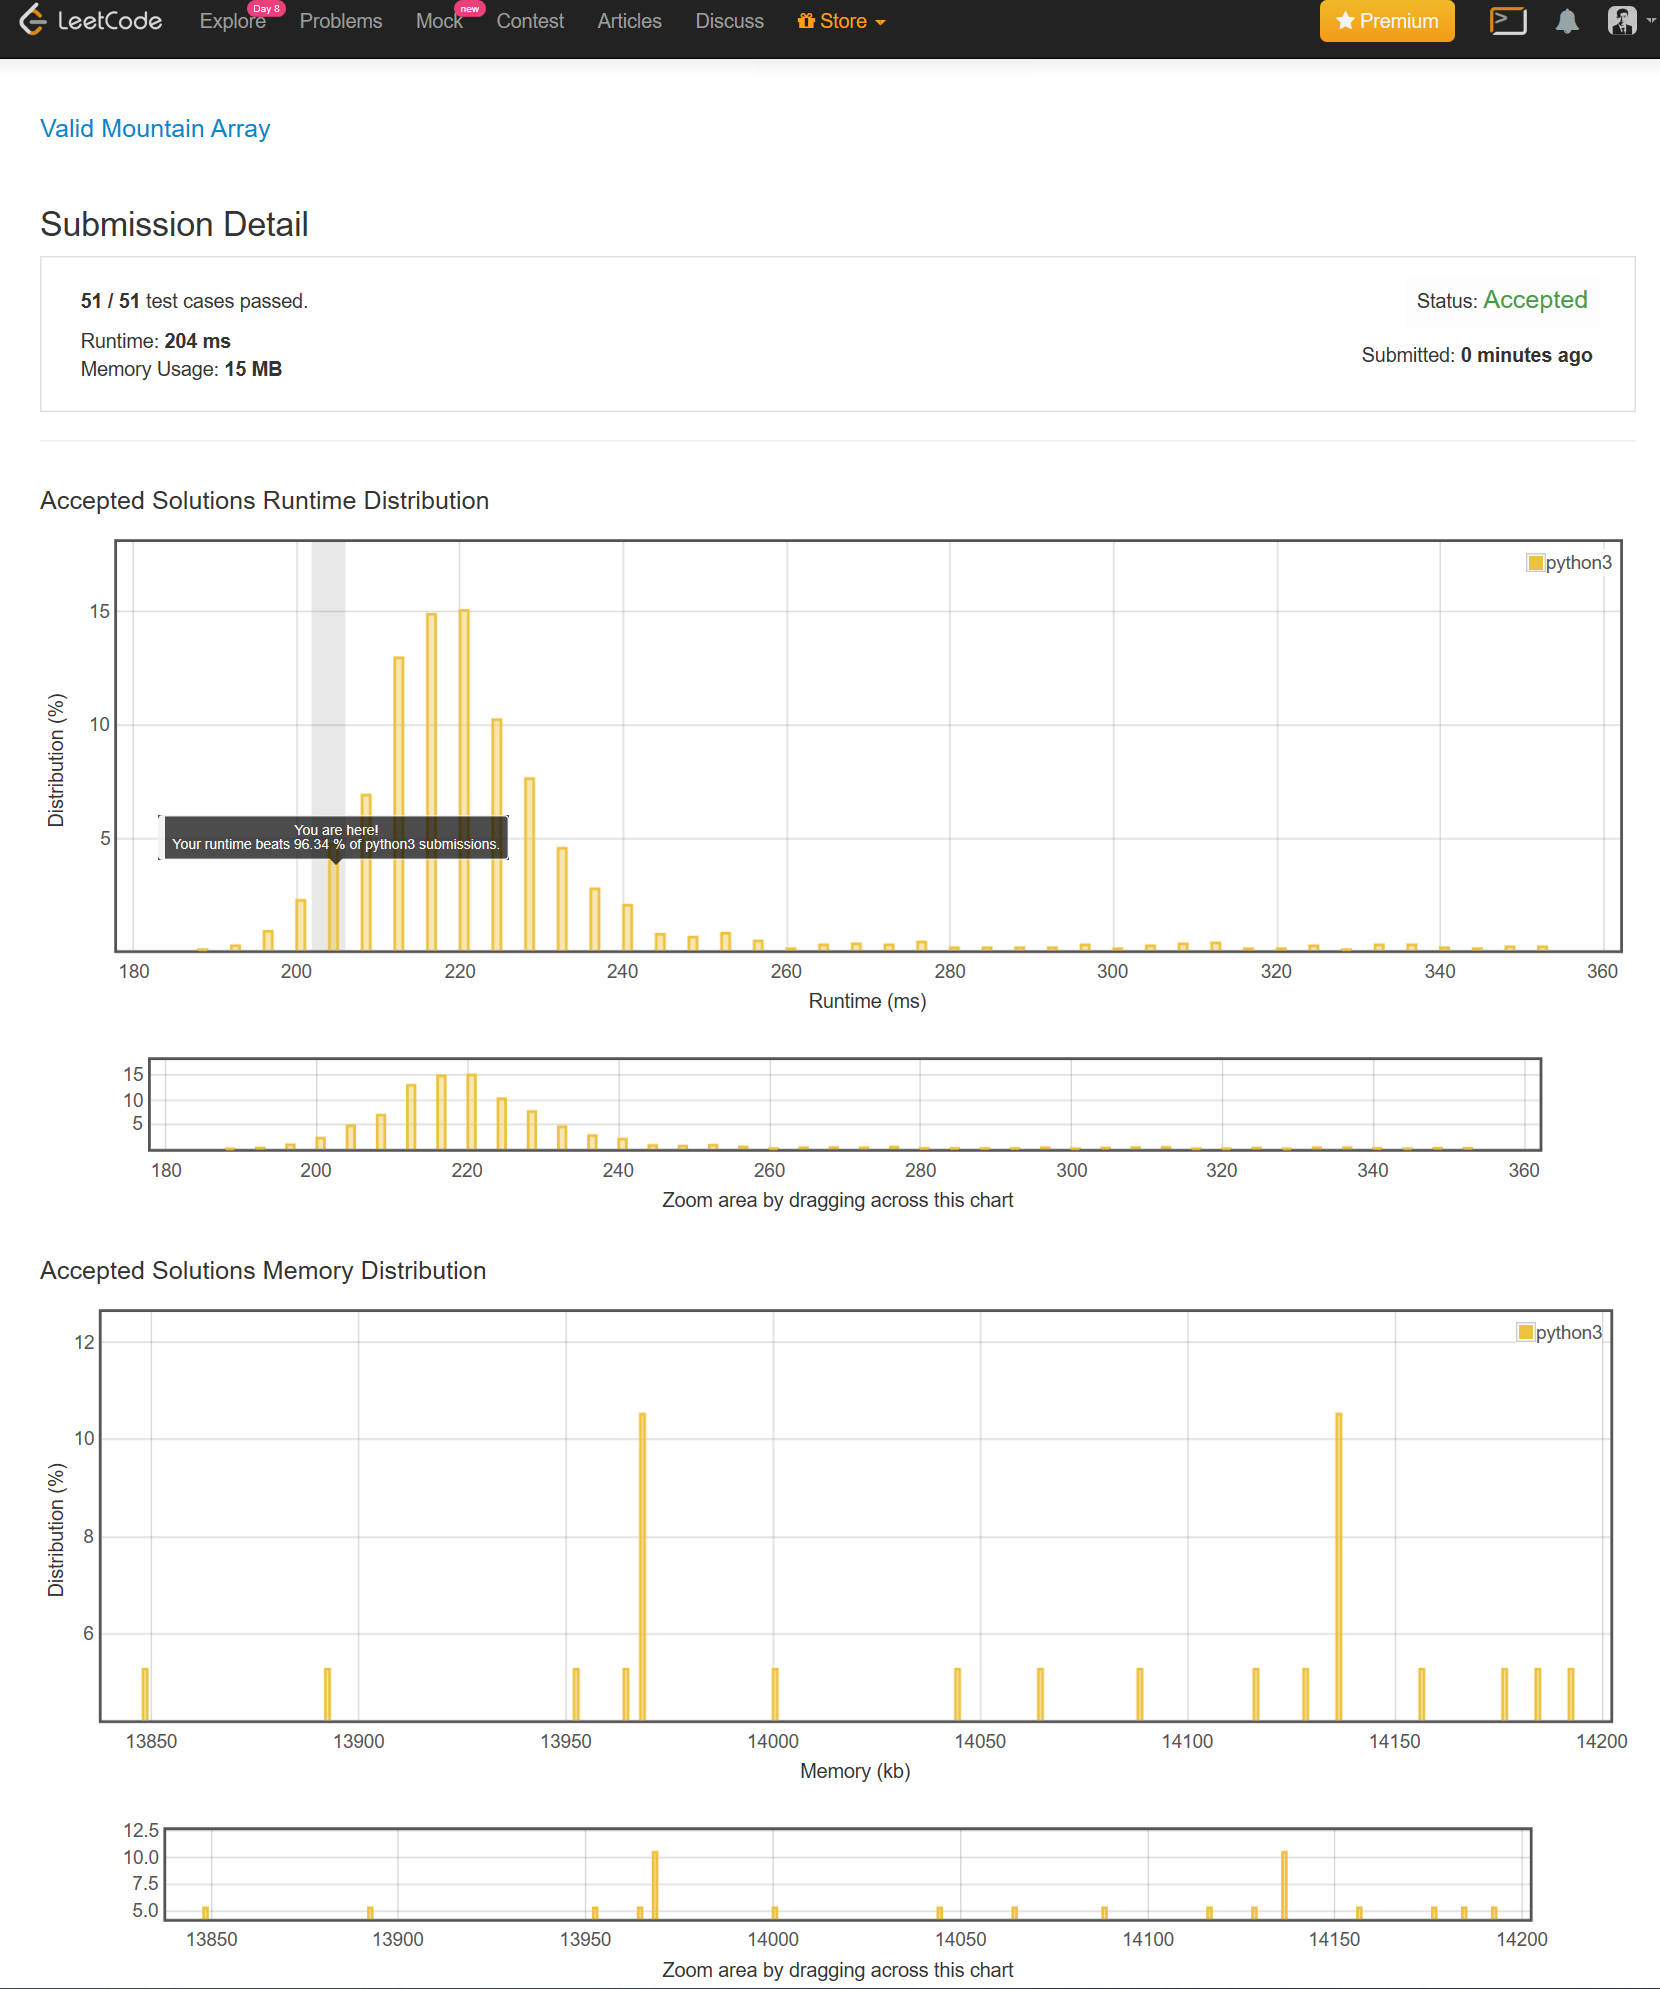 LeetCode Explore Day 8 Problems Mock new Contest Articles Discuss Store Premium
Valid Mountain Array
Submission Detail
51 / 51 test cases passed.
Status: Accepted
Runtime: 204 ms
Submitted: 0 minutes ago
Memory Usage: 15 MB
Accepted Solutions Runtime Distribution
python3
15
10
5
Distribution (%)
You are here!
Your runtime beats 96.34 % of python3 submissions.
180 200 220 240 260 280 300 320 340 360
Runtime (ms)
15
10
5
180 200 220 240 260 280 300 320 340 360
Zoom area by dragging across this chart
Accepted Solutions Memory Distribution
python3
12
10
8
6
Distribution (%)
13850 13900 13950 14000 14050 14100 14150 14200
Memory (kb)
12.5
10.0
7.5
5.0
13850 13900 13950 14000 14050 14100 14150 14200
Zoom area by dragging across this chart